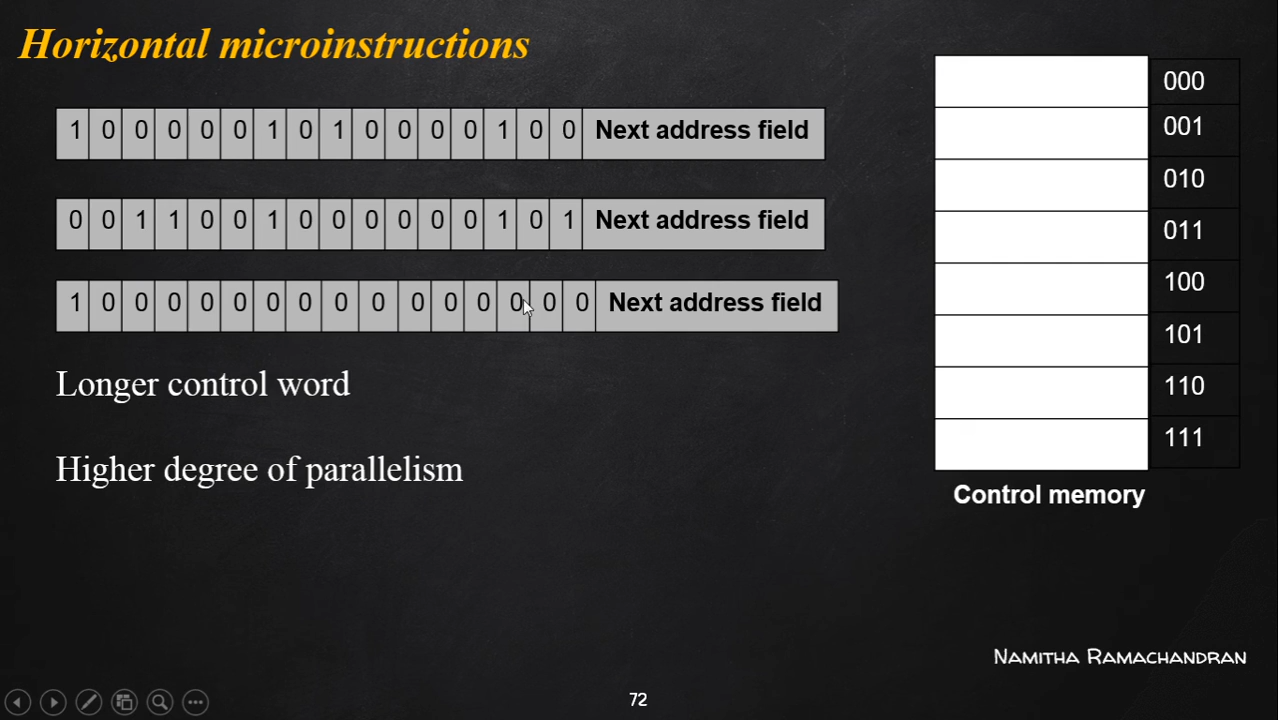 Horizontal microinstructions
1 0 0 0 0 0 1 0 1 0 0 0 0 1 0 0 Next address field
0 0 1 1 0 0 1 0 0 0 0 0 0 1 0 1 Next address field
1 0 0 0 0 0 0 0 0 0 0 0 0 0 0 0 Next address field
Longer control word
Higher degree of parallelism
000
001
010
011
100
101
110
111
Control memory
Namitha Ramachandran
72